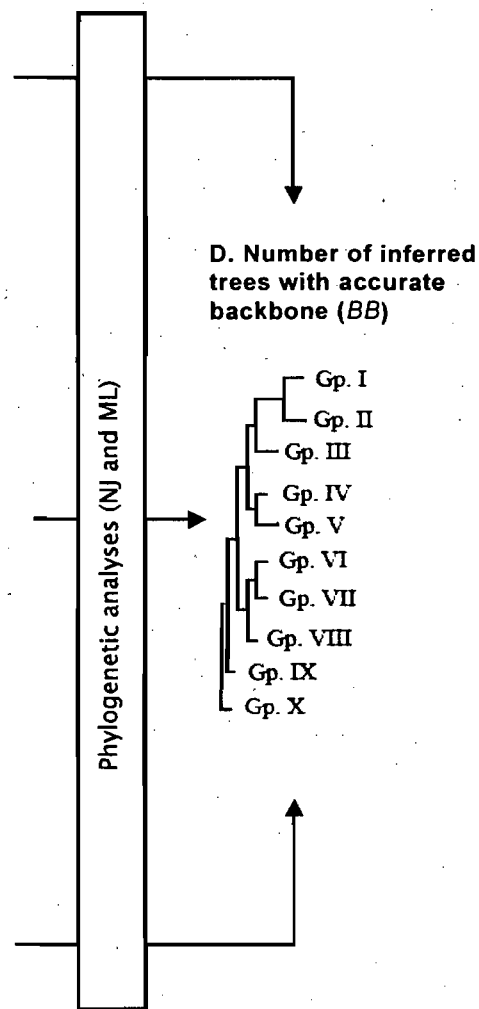 Phylogenetic analyses (NJ and ML)
D. Number of inferred
trees with accurate
backbone (BB)
Gp. I
Gp. II
Gp. III
Gp. IV
Gp. V
Gp. VI
Gp. VII
Gp. VIII
Gp. IX
Gp. X